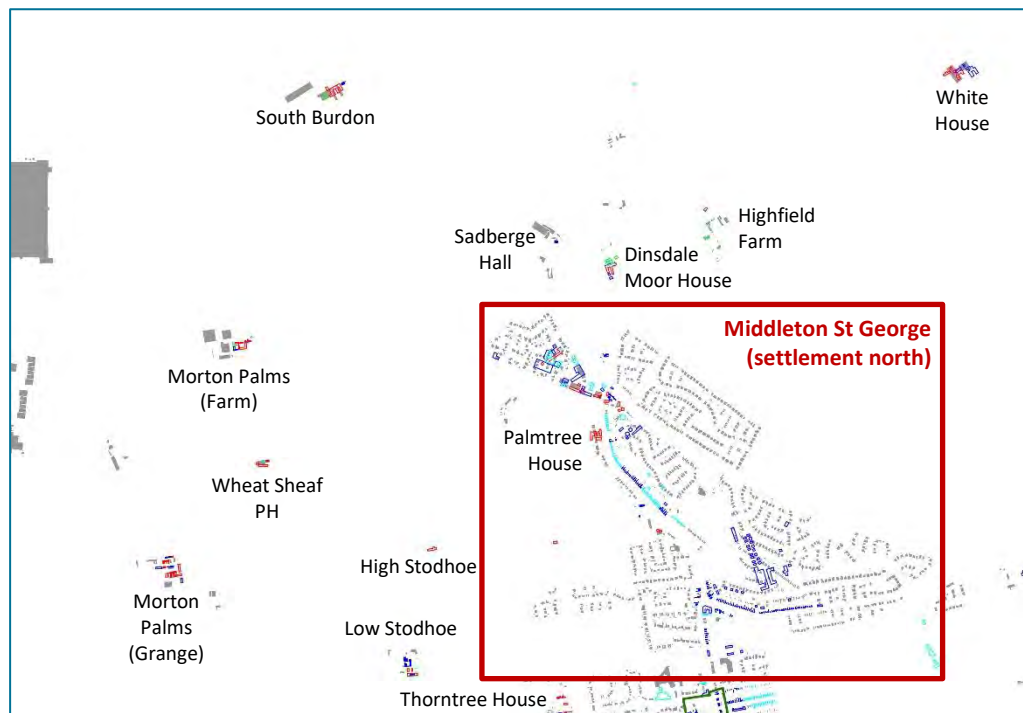 South Burdon
White
House
Highfield
Farm
Sadberge
Hall
Dinsdale
Moor House
Middleton St George
(settlement north)
Morton Palms
(Farm)
Palmtree
House
Wheat Sheaf
PH
High Stodhoe
Morton
Palms
(Grange)
Low Stodhoe
Thorntree House